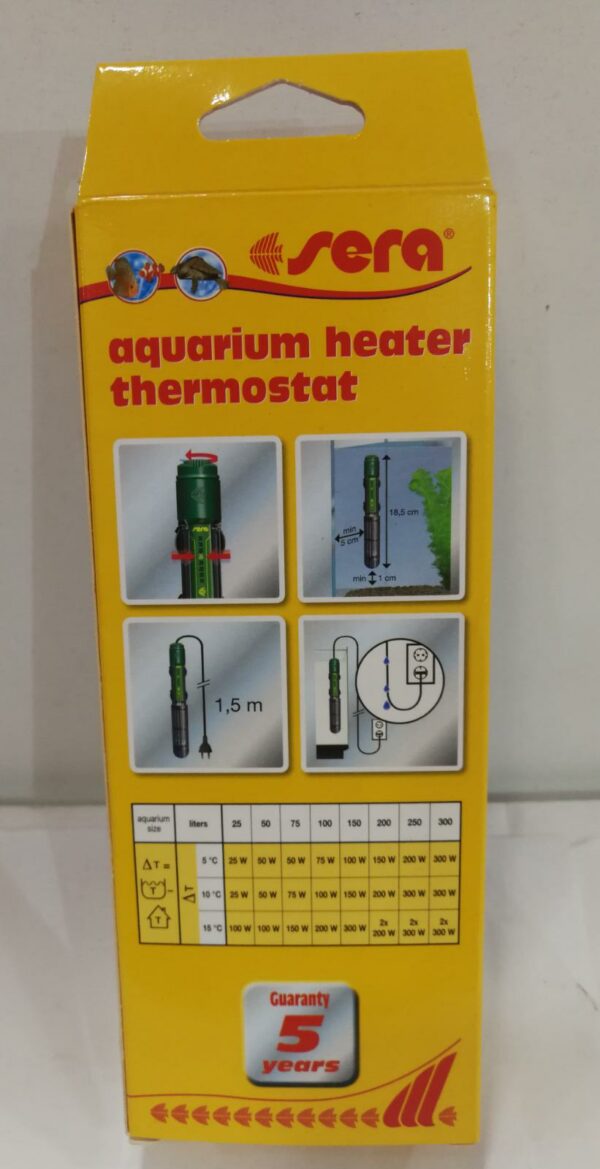 sera®
aquarium heater
thermostat
sera
min
5 cm
18,5 cm
min 1 cm
1,5 m
aquarium size liters 25 50 75 100 150 200 250 300
ΔT = T - T ΔT
5 °C 25 W 50 W 50 W 75 W 100 W 150 W 200 W 300 W
10 °C 25 W 50 W 75 W 100 W 150 W 200 W 300 W 300 W
15 °C 100 W 100 W 150 W 200 W 300 W 2x 200 W 2x 300 W 2x 300 W
Guaranty
5
years